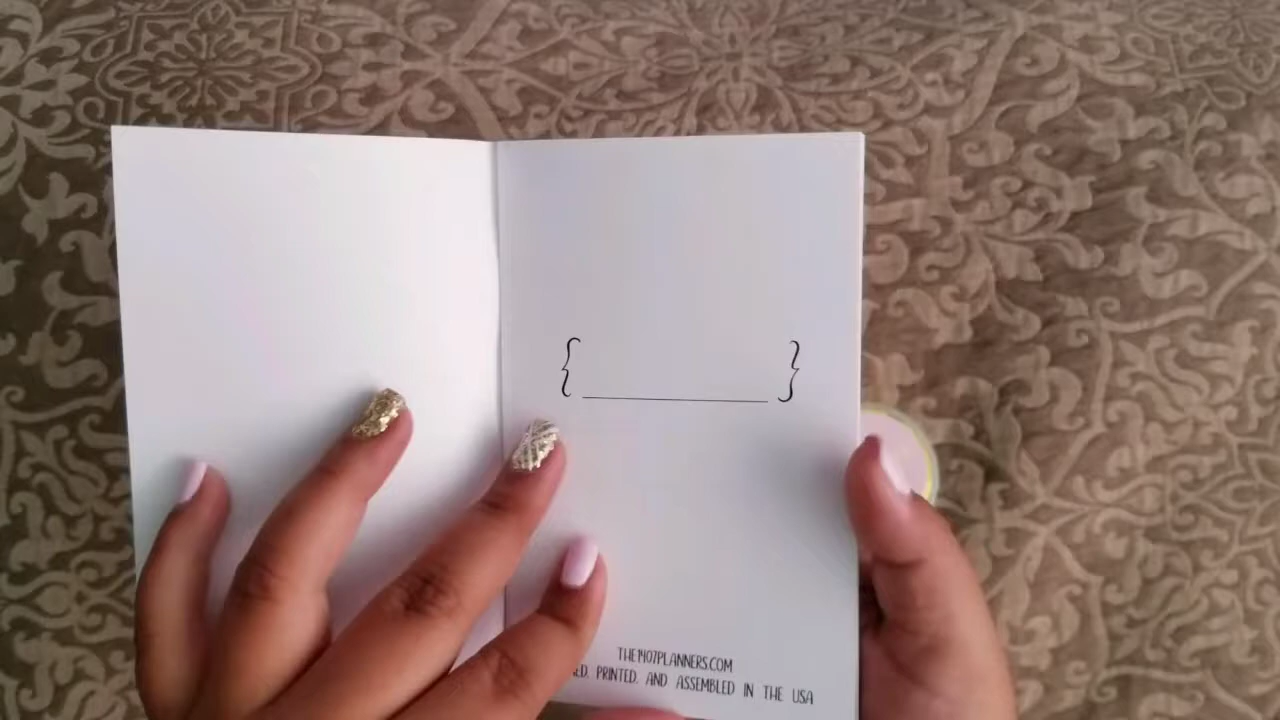 { }
THE1407PLANNERS.COM
PRINTED, AND ASSEMBLED IN THE USA